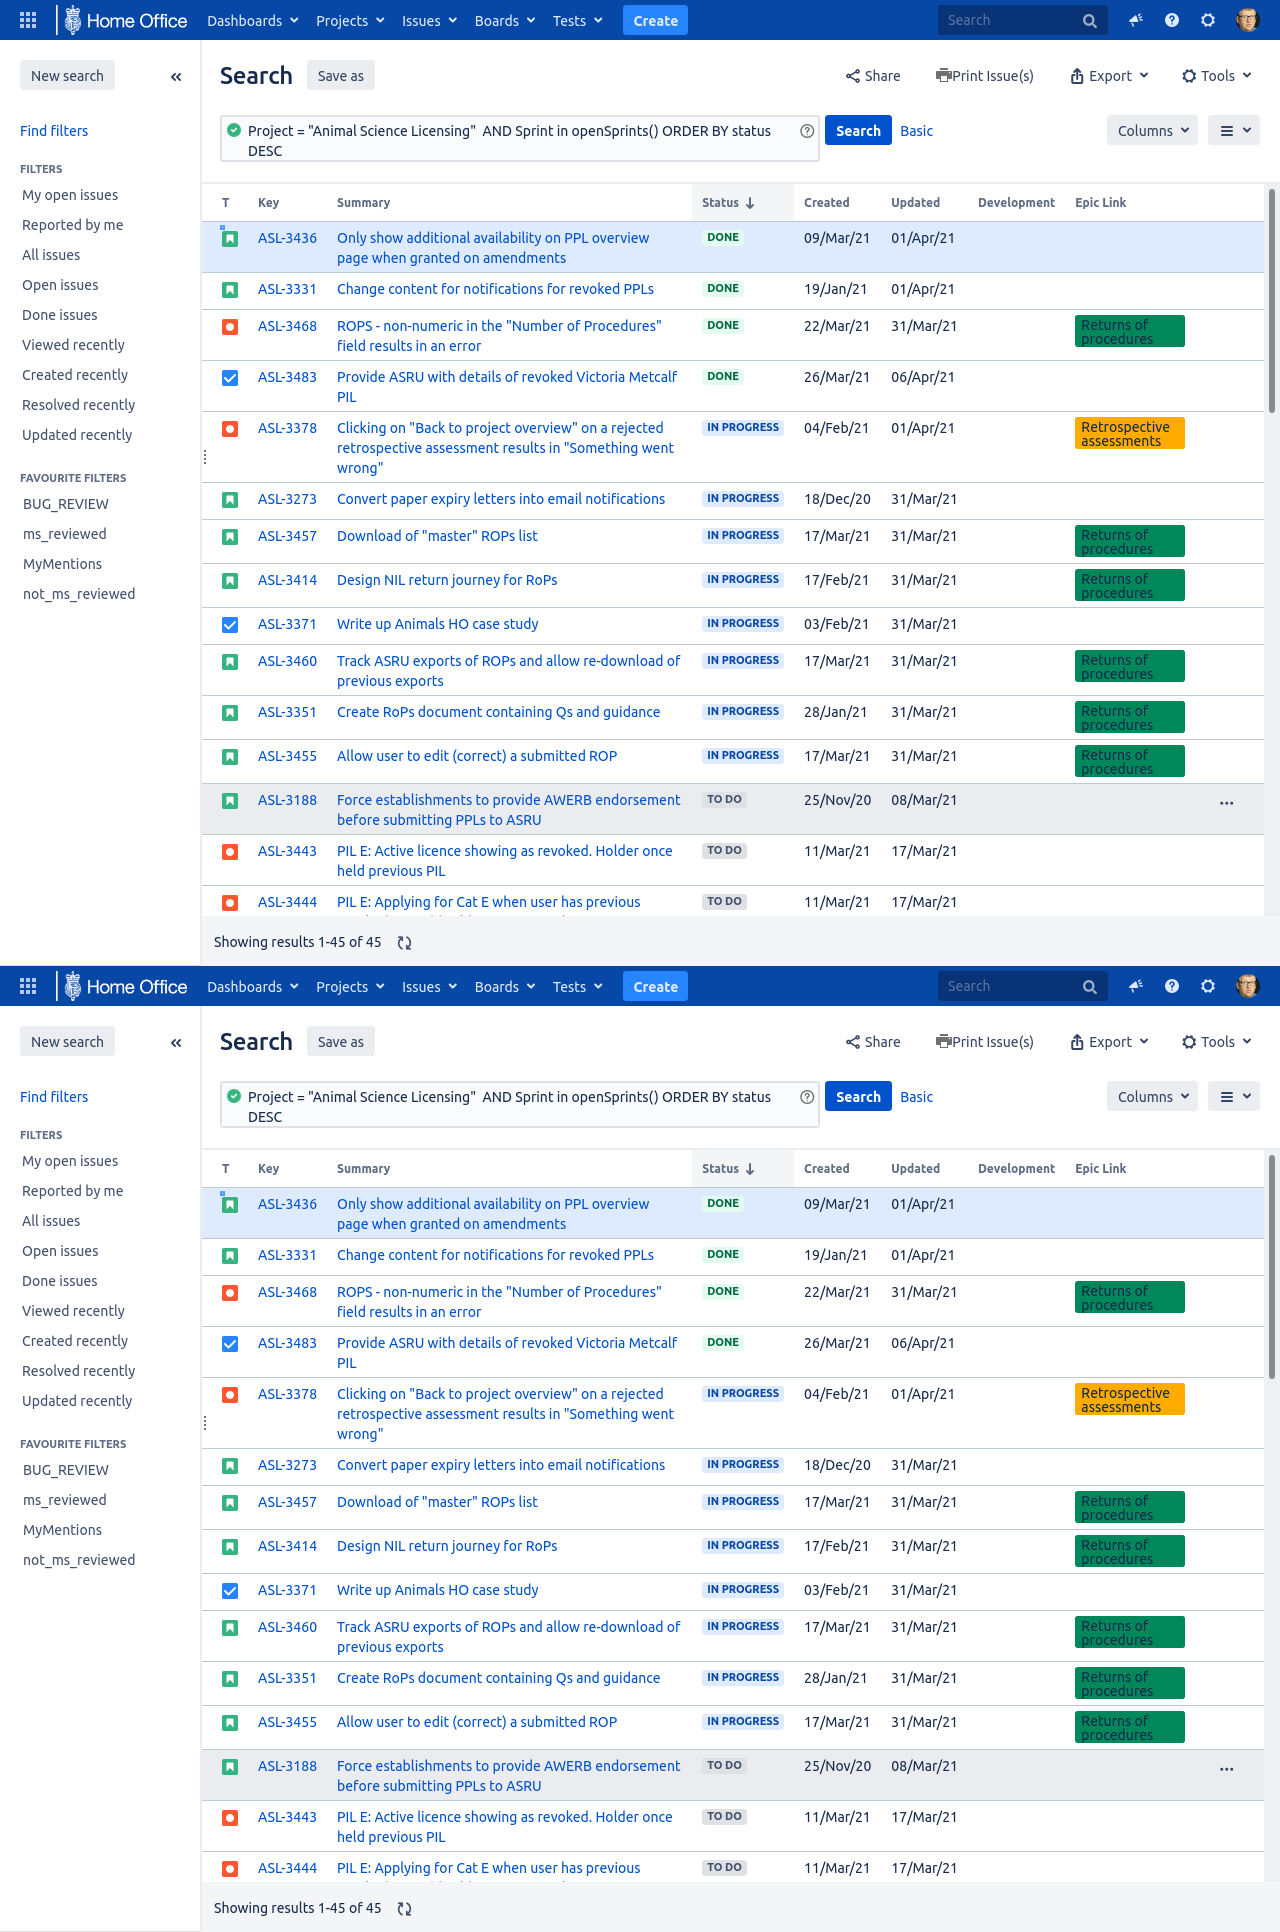 Home Office Dashboards Projects Issues Boards Tests Create Search
New search Search Save as Share Print Issue(s) Export Tools
Find filters
Project = "Animal Science Licensing"  AND Sprint in openSprints() ORDER BY status Search Basic Columns
DESC
FILTERS
My open issues
Reported by me
All issues
Open issues
Done issues
Viewed recently
Created recently
Resolved recently
Updated recently
FAVOURITE FILTERS
BUG_REVIEW
ms_reviewed
MyMentions
not_ms_reviewed
T Key Summary Status Created Updated Development Epic Link
ASL-3436 Only show additional availability on PPL overview DONE 09/Mar/21 01/Apr/21
page when granted on amendments
ASL-3331 Change content for notifications for revoked PPLs DONE 19/Jan/21 01/Apr/21
ASL-3468 ROPS - non-numeric in the "Number of Procedures" DONE 22/Mar/21 31/Mar/21 Returns of
field results in an error procedures
ASL-3483 Provide ASRU with details of revoked Victoria Metcalf DONE 26/Mar/21 06/Apr/21
PIL
ASL-3378 Clicking on "Back to project overview" on a rejected IN PROGRESS 04/Feb/21 01/Apr/21 Retrospective
retrospective assessment results in "Something went assessments
wrong"
ASL-3273 Convert paper expiry letters into email notifications IN PROGRESS 18/Dec/20 31/Mar/21
ASL-3457 Download of "master" ROPs list IN PROGRESS 17/Mar/21 31/Mar/21 Returns of
procedures
ASL-3414 Design NIL return journey for RoPs IN PROGRESS 17/Feb/21 31/Mar/21 Returns of
procedures
ASL-3371 Write up Animals HO case study IN PROGRESS 03/Feb/21 31/Mar/21
ASL-3460 Track ASRU exports of ROPs and allow re-download of IN PROGRESS 17/Mar/21 31/Mar/21 Returns of
previous exports procedures
ASL-3351 Create RoPs document containing Qs and guidance IN PROGRESS 28/Jan/21 31/Mar/21 Returns of
procedures
ASL-3455 Allow user to edit (correct) a submitted ROP IN PROGRESS 17/Mar/21 31/Mar/21 Returns of
procedures
ASL-3188 Force establishments to provide AWERB endorsement TO DO 25/Nov/20 08/Mar/21
before submitting PPLs to ASRU
ASL-3443 PIL E: Active licence showing as revoked. Holder once TO DO 11/Mar/21 17/Mar/21
held previous PIL
ASL-3444 PIL E: Applying for Cat E when user has previous TO DO 11/Mar/21 17/Mar/21
Showing results 1-45 of 45
Home Office Dashboards Projects Issues Boards Tests Create Search
New search Search Save as Share Print Issue(s) Export Tools
Find filters
Project = "Animal Science Licensing"  AND Sprint in openSprints() ORDER BY status Search Basic Columns
DESC
FILTERS
My open issues
Reported by me
All issues
Open issues
Done issues
Viewed recently
Created recently
Resolved recently
Updated recently
FAVOURITE FILTERS
BUG_REVIEW
ms_reviewed
MyMentions
not_ms_reviewed
T Key Summary Status Created Updated Development Epic Link
ASL-3436 Only show additional availability on PPL overview DONE 09/Mar/21 01/Apr/21
page when granted on amendments
ASL-3331 Change content for notifications for revoked PPLs DONE 19/Jan/21 01/Apr/21
ASL-3468 ROPS - non-numeric in the "Number of Procedures" DONE 22/Mar/21 31/Mar/21 Returns of
field results in an error procedures
ASL-3483 Provide ASRU with details of revoked Victoria Metcalf DONE 26/Mar/21 06/Apr/21
PIL
ASL-3378 Clicking on "Back to project overview" on a rejected IN PROGRESS 04/Feb/21 01/Apr/21 Retrospective
retrospective assessment results in "Something went assessments
wrong"
ASL-3273 Convert paper expiry letters into email notifications IN PROGRESS 18/Dec/20 31/Mar/21
ASL-3457 Download of "master" ROPs list IN PROGRESS 17/Mar/21 31/Mar/21 Returns of
procedures
ASL-3414 Design NIL return journey for RoPs IN PROGRESS 17/Feb/21 31/Mar/21 Returns of
procedures
ASL-3371 Write up Animals HO case study IN PROGRESS 03/Feb/21 31/Mar/21
ASL-3460 Track ASRU exports of ROPs and allow re-download of IN PROGRESS 17/Mar/21 31/Mar/21 Returns of
previous exports procedures
ASL-3351 Create RoPs document containing Qs and guidance IN PROGRESS 28/Jan/21 31/Mar/21 Returns of
procedures
ASL-3455 Allow user to edit (correct) a submitted ROP IN PROGRESS 17/Mar/21 31/Mar/21 Returns of
procedures
ASL-3188 Force establishments to provide AWERB endorsement TO DO 25/Nov/20 08/Mar/21
before submitting PPLs to ASRU
ASL-3443 PIL E: Active licence showing as revoked. Holder once TO DO 11/Mar/21 17/Mar/21
held previous PIL
ASL-3444 PIL E: Applying for Cat E when user has previous TO DO 11/Mar/21 17/Mar/21
Showing results 1-45 of 45